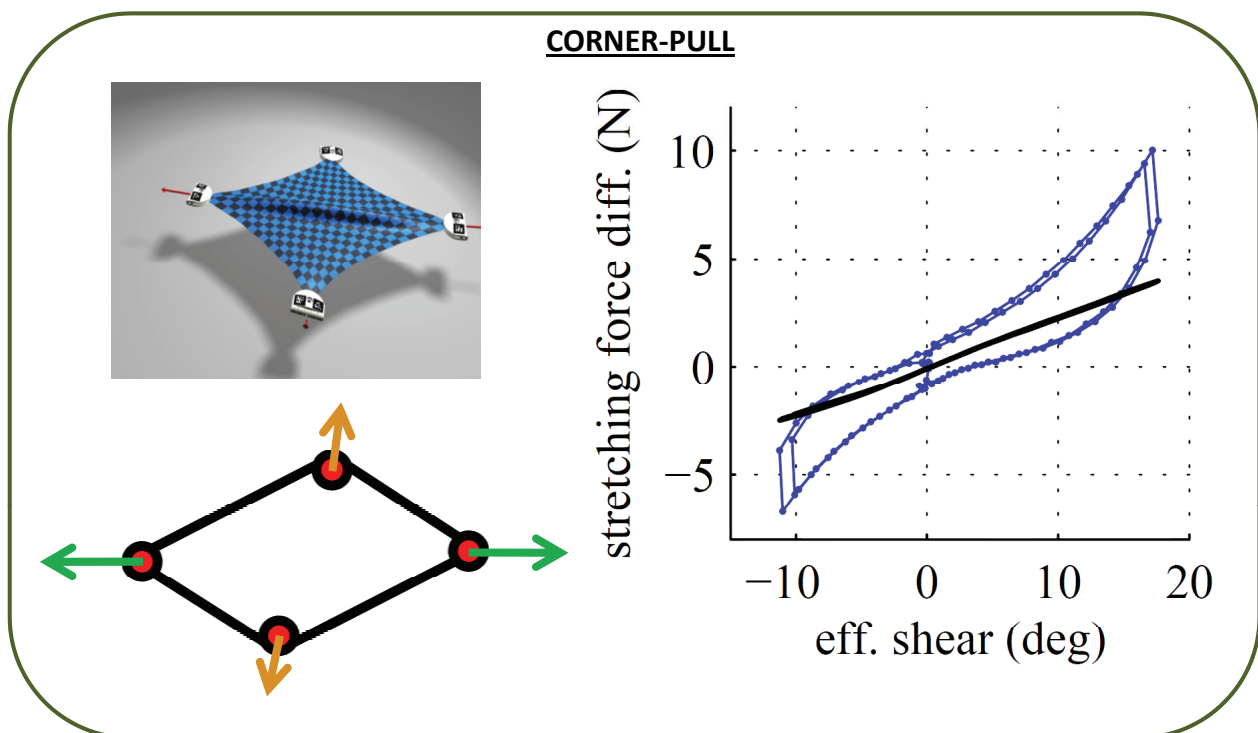 CORNER-PULL
stretching force diff. (N)
10
5
0
−5
−10 0 10 20
eff. shear (deg)